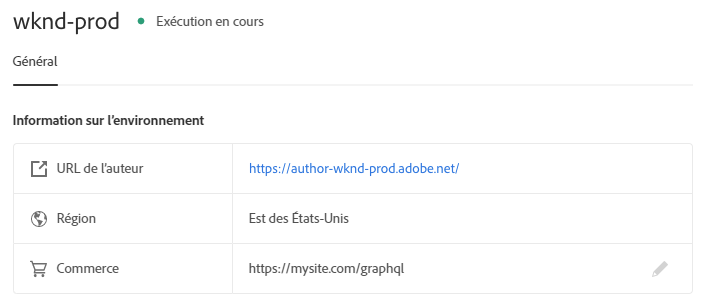 wknd-prod Exécution en cours
Général
Information sur l’environnement
URL de l’auteur https://author-wknd-prod.adobe.net/
Région Est des États-Unis
Commerce https://mysite.com/graphql